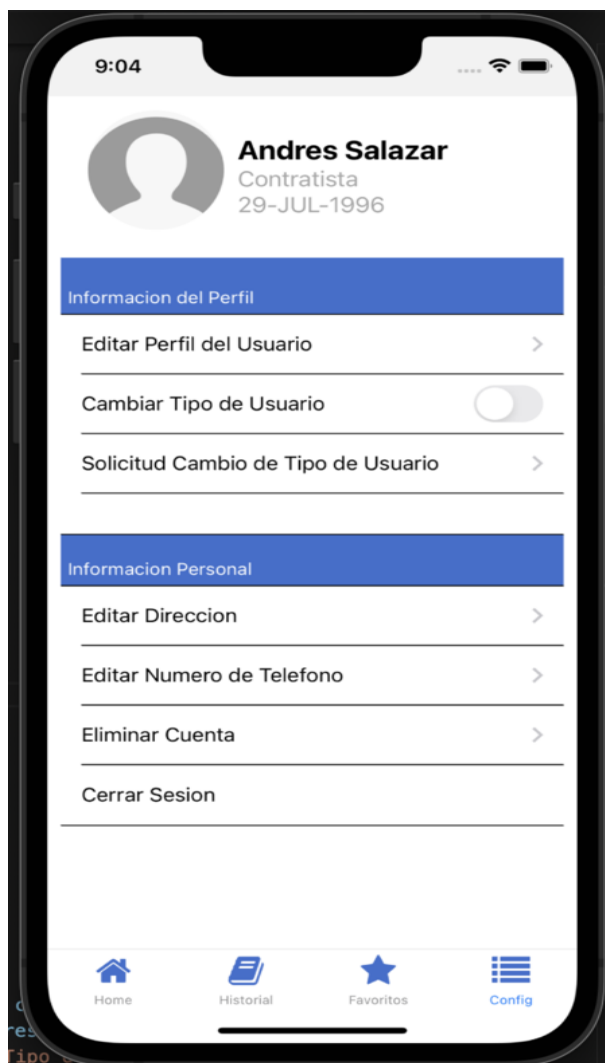 9:04
Andres Salazar
Contratista
29-JUL-1996
Informacion del Perfil
Editar Perfil del Usuario
Cambiar Tipo de Usuario
Solicitud Cambio de Tipo de Usuario
Informacion Personal
Editar Direccion
Editar Numero de Telefono
Eliminar Cuenta
Cerrar Sesion
Home Historial Favoritos Config
res
Tipo